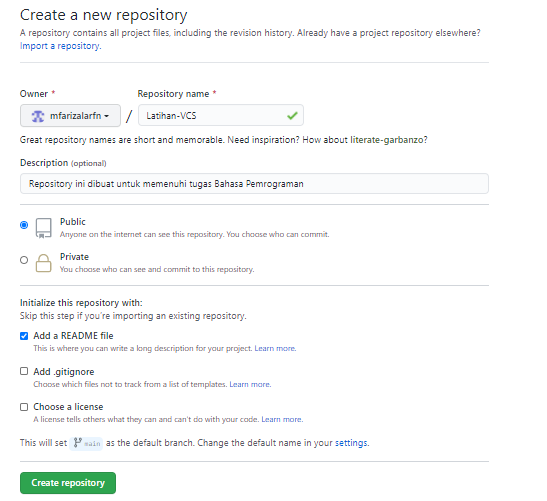 Create a new repository
A repository contains all project files, including the revision history. Already have a project repository elsewhere?
Import a repository.
Owner * Repository name *
mfarizalarfn / Latihan-VCS
Great repository names are short and memorable. Need inspiration? How about literate-garbanzo?
Description (optional)
Repository ini dibuat untuk memenuhi tugas Bahasa Pemrograman
Public
Anyone on the internet can see this repository. You choose who can commit.
Private
You choose who can see and commit to this repository.
Initialize this repository with:
Skip this step if you're importing an existing repository.
Add a README file
This is where you can write a long description for your project. Learn more.
Add .gitignore
Choose which files not to track from a list of templates. Learn more.
Choose a license
A license tells others what they can and can't do with your code. Learn more.
This will set main as the default branch. Change the default name in your settings.
Create repository